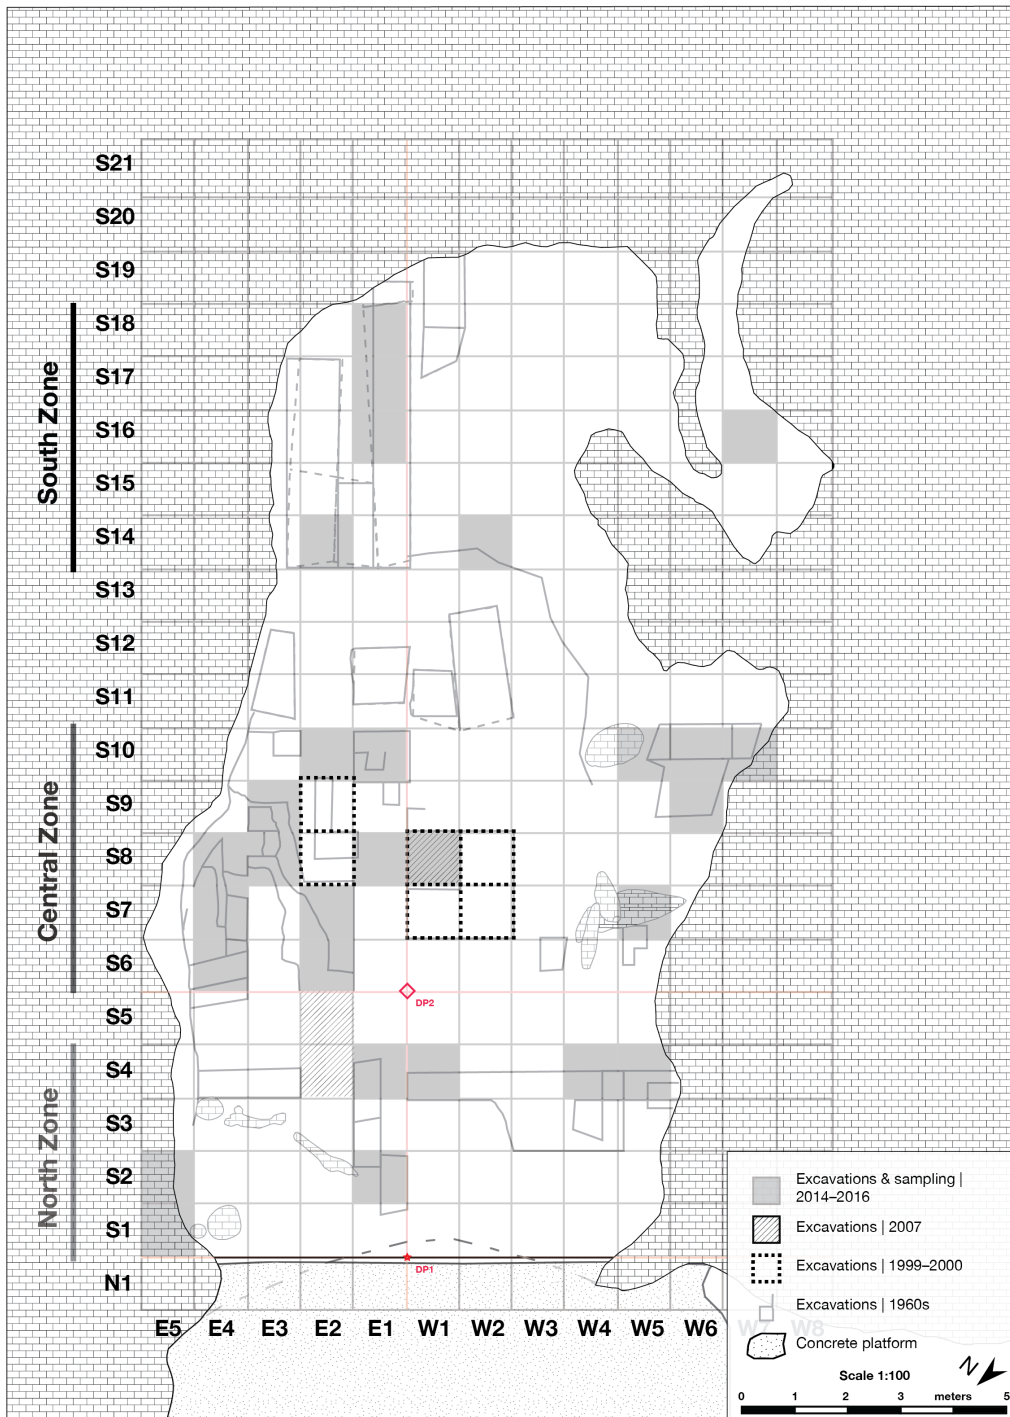 S21
S20
S19
S18
S17
S16
S15
S14
S13
S12
S11
S10
S9
S8
S7
S6
S5
S4
S3
S2
S1
N1
South Zone
Central Zone
North Zone
DP2
DP1
E5 E4 E3 E2 E1 W1 W2 W3 W4 W5 W6 W7 W8
Excavations & sampling |
2014–2016
Excavations | 2007
Excavations | 1999–2000
Excavations | 1960s
Concrete platform
Scale 1:100
N
0 1 2 3 meters 5